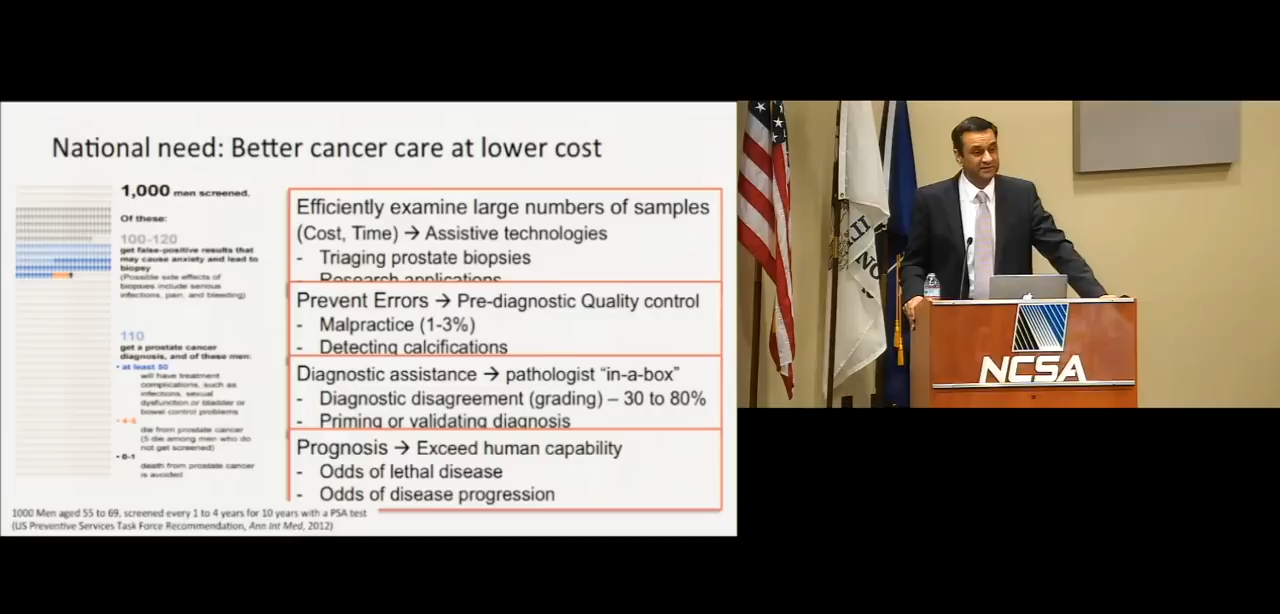 National need: Better cancer care at lower cost
1,000 men screened.
Of these:
100-120
get false-positive results that
may cause anxiety and lead to
biopsy
(Possible side effects of
biopsies include serious
infections, pain, and bleeding)
110
get a prostate cancer
diagnosis, and of these men:
• at least 50
will have treatment
complications, such as
infections, sexual
dysfunction or bladder or
bowel control problems
• 4-5
die from prostate cancer
(5 die among men who do
not get screened)
• 0-1
death from prostate cancer
is avoided
Efficiently examine large numbers of samples
(Cost, Time) → Assistive technologies
- Triaging prostate biopsies
- Research applications
Prevent Errors → Pre-diagnostic Quality control
- Malpractice (1-3%)
- Detecting calcifications
Diagnostic assistance → pathologist “in-a-box”
- Diagnostic disagreement (grading) – 30 to 80%
- Priming or validating diagnosis
Prognosis → Exceed human capability
- Odds of lethal disease
- Odds of disease progression
1000 Men aged 55 to 69, screened every 1 to 4 years for 10 years with a PSA test
(US Preventive Services Task Force Recommendation, Ann Int Med, 2012)
NCSA